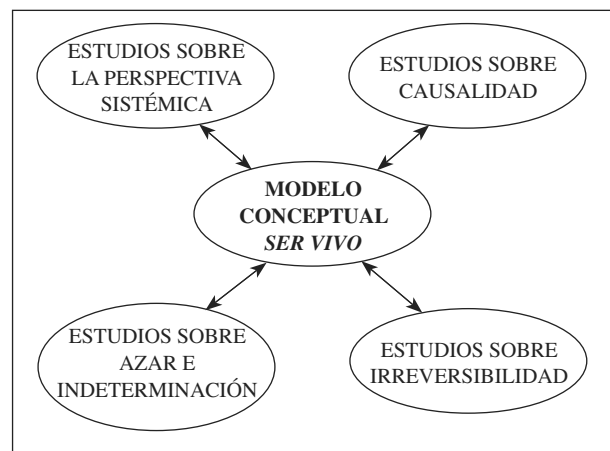 ESTUDIOS SOBRE
LA PERSPECTIVA
SISTÉMICA
ESTUDIOS SOBRE
CAUSALIDAD
MODELO
CONCEPTUAL
SER VIVO
ESTUDIOS SOBRE
AZAR E
INDETERMINACIÓN
ESTUDIOS SOBRE
IRREVERSIBILIDAD